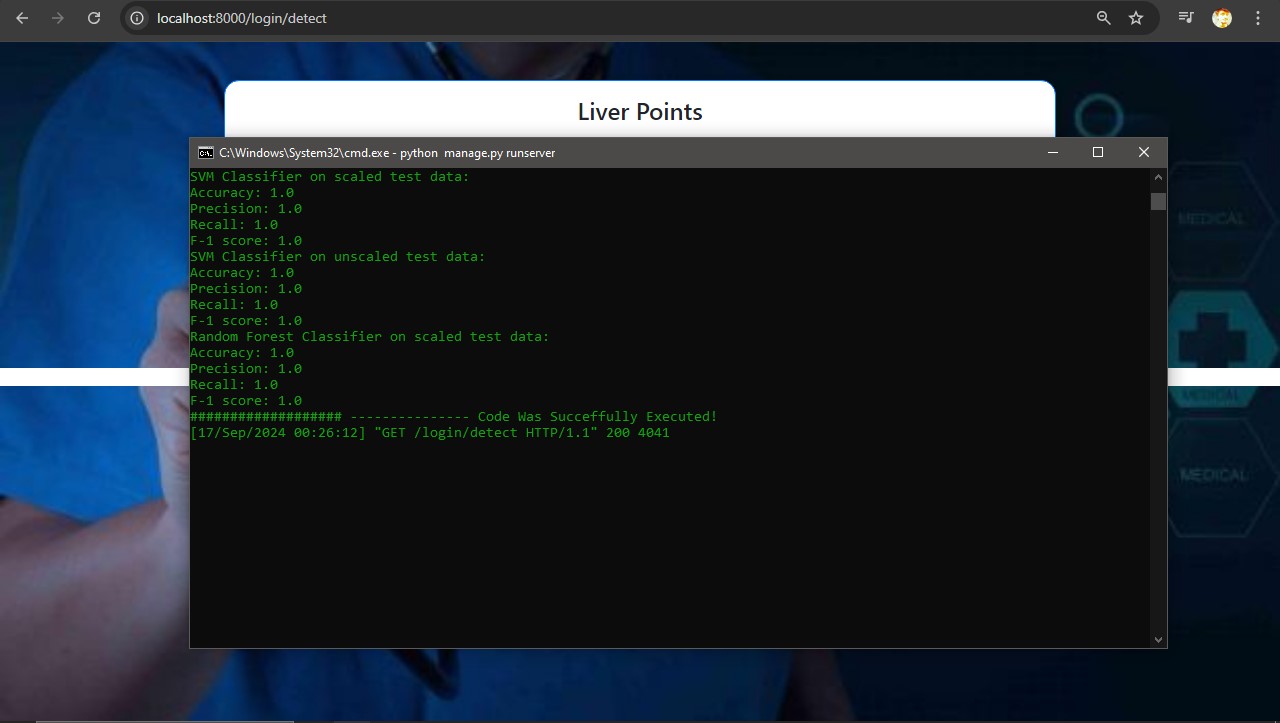 localhost:8000/login/detect
Liver Points
C:\Windows\System32\cmd.exe - python  manage.py runserver
SVM Classifier on scaled test data:
Accuracy: 1.0
Precision: 1.0
Recall: 1.0
F-1 score: 1.0
SVM Classifier on unscaled test data:
Accuracy: 1.0
Precision: 1.0
Recall: 1.0
F-1 score: 1.0
Random Forest Classifier on scaled test data:
Accuracy: 1.0
Precision: 1.0
Recall: 1.0
F-1 score: 1.0
################### --------------- Code Was Succeffully Executed!
[17/Sep/2024 00:26:12] "GET /login/detect HTTP/1.1" 200 4041
MEDICAL
MEDICAL
MEDICAL